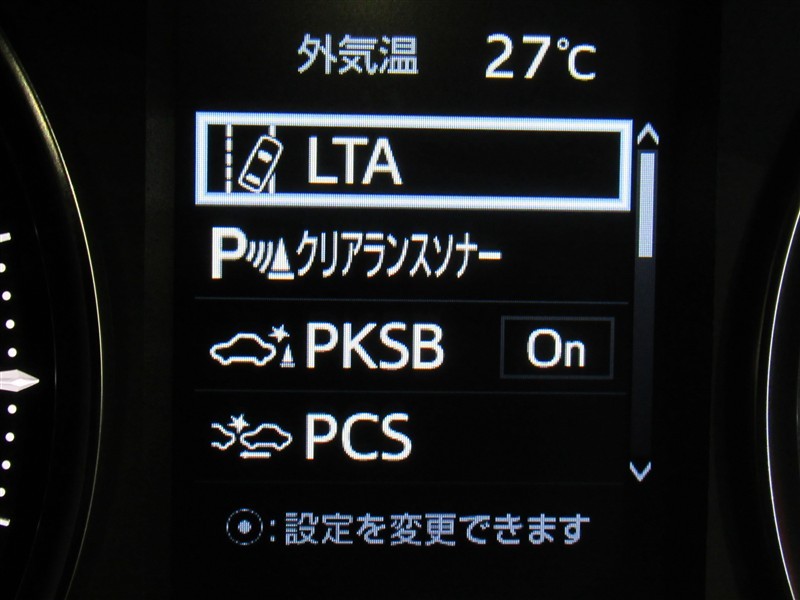 外気温 27℃
LTA
Pクリアランスソナー
PKSB On
PCS
:設定を変更できます